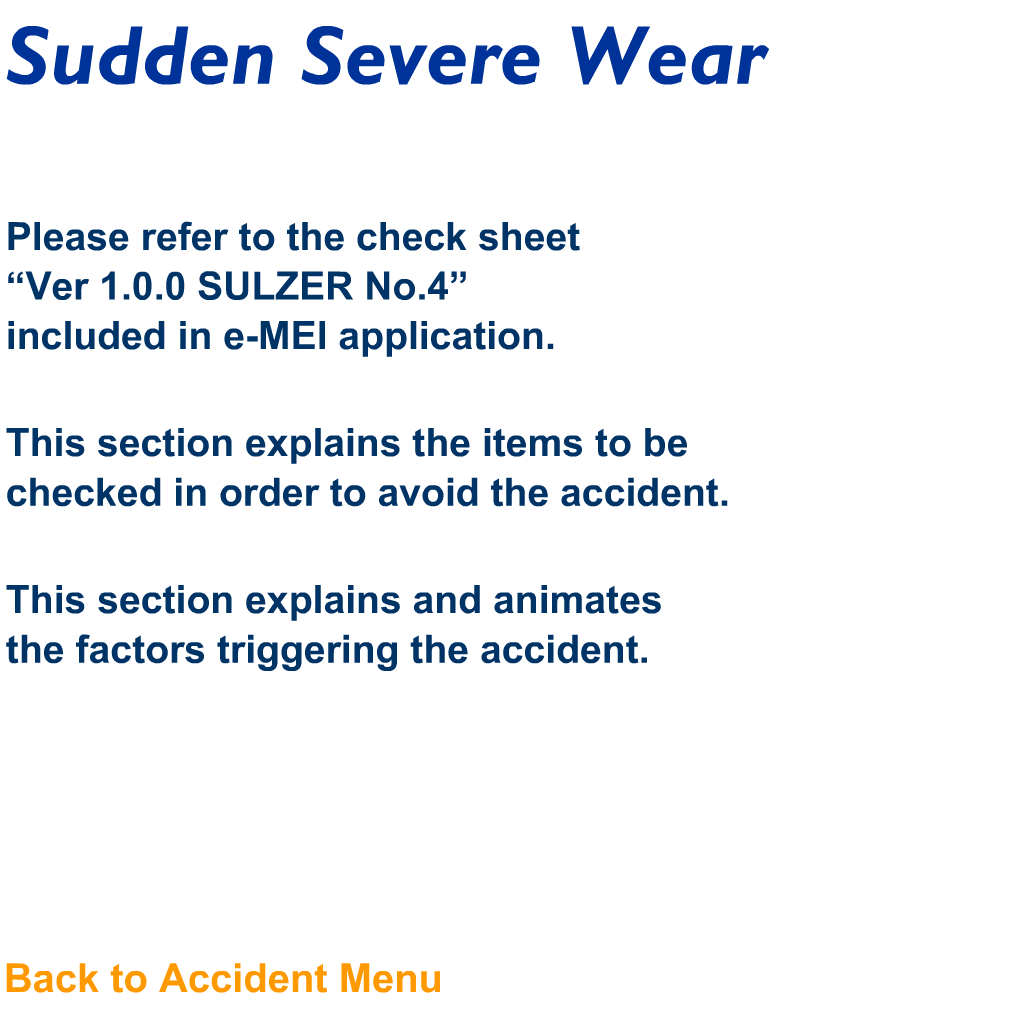 Sudden Severe Wear
Please refer to the check sheet
“Ver 1.0.0 SULZER No.4”
included in e-MEI application.
This section explains the items to be
checked in order to avoid the accident.
This section explains and animates
the factors triggering the accident.
Back to Accident Menu